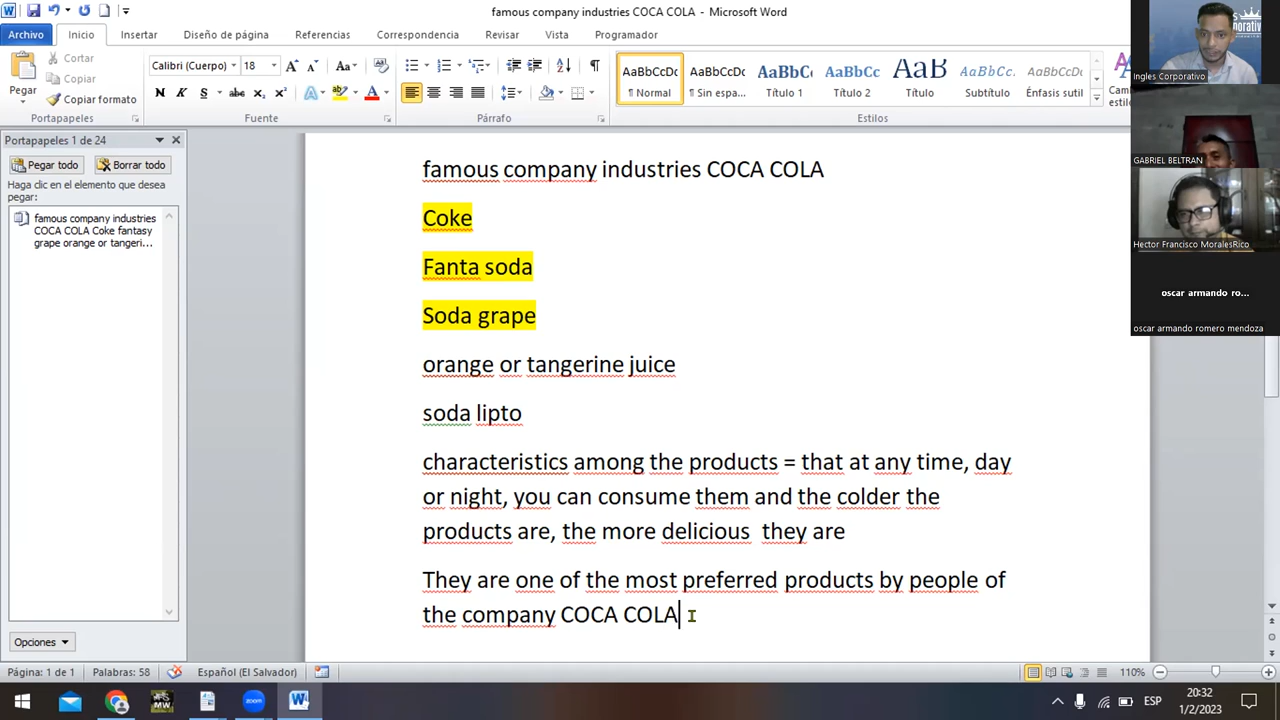 famous company industries COCA COLA - Microsoft Word
Archivo Inicio Insertar Diseño de página Referencias Correspondencia Revisar Vista Programador
Pegar
Cortar
Copiar
Copiar formato
Portapapeles
Calibri (Cuerpo) 18
Fuente
Párrafo
AaBbCcDc AaBbCcDc AaBbC AaBbCc AaB AaBbCc. AaBbCcDc
¶ Normal ¶ Sin espa... Título 1 Título 2 Título Subtítulo Énfasis sutil
Estilos
Portapapeles 1 de 24
Pegar todo Borrar todo
Haga clic en el elemento que desea
pegar:
famous company industries
COCA COLA Coke fantasy
grape orange or tangeri...
Opciones
famous company industries COCA COLA
Coke
Fanta soda
Soda grape
orange or tangerine juice
soda lipto
characteristics among the products = that at any time, day
or night, you can consume them and the colder the
products are, the more delicious they are
They are one of the most preferred products by people of
the company COCA COLA
Ingles Corporativo
GABRIEL BELTRAN
Hector Francisco MoralesRico
oscar armando ro...
oscar armando romero mendoza
Página: 1 de 1 Palabras: 58 Español (El Salvador) 110%
zoom
ESP
20:32
1/2/2023